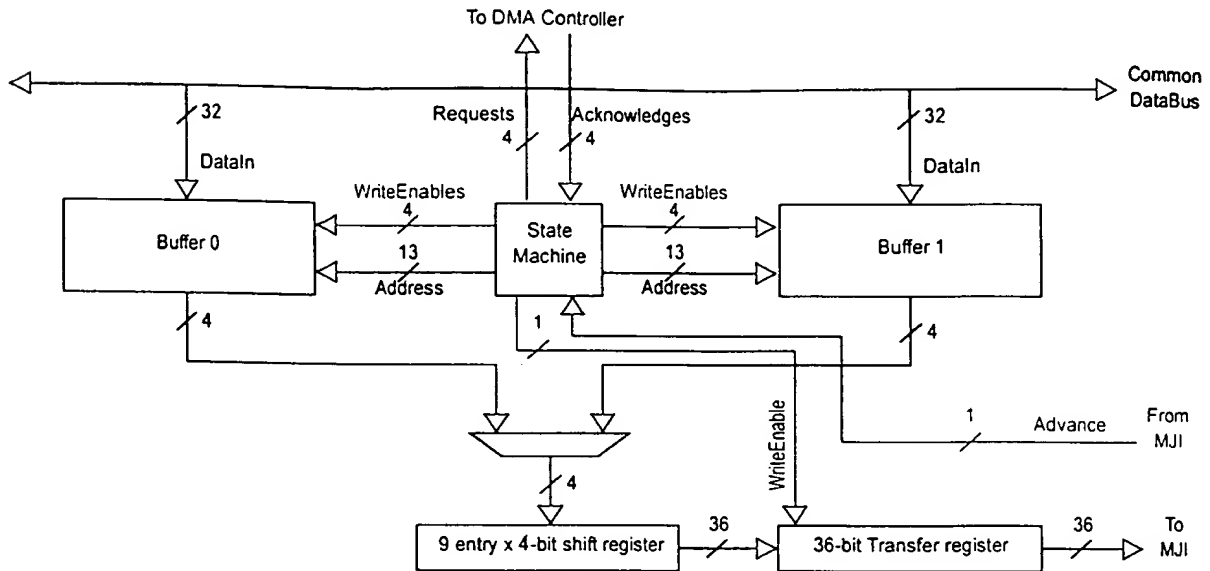 To DMA Controller
Common
DataBus
32
Requests
4
Acknowledges
4
32
DataIn
DataIn
WriteEnables
4
WriteEnables
4
Buffer 0
State
Machine
Buffer 1
13
Address
13
Address
4
1
4
1
Advance
From
MJI
WriteEnable
4
9 entry x 4-bit shift register
36
36-bit Transfer register
36
To
MJI